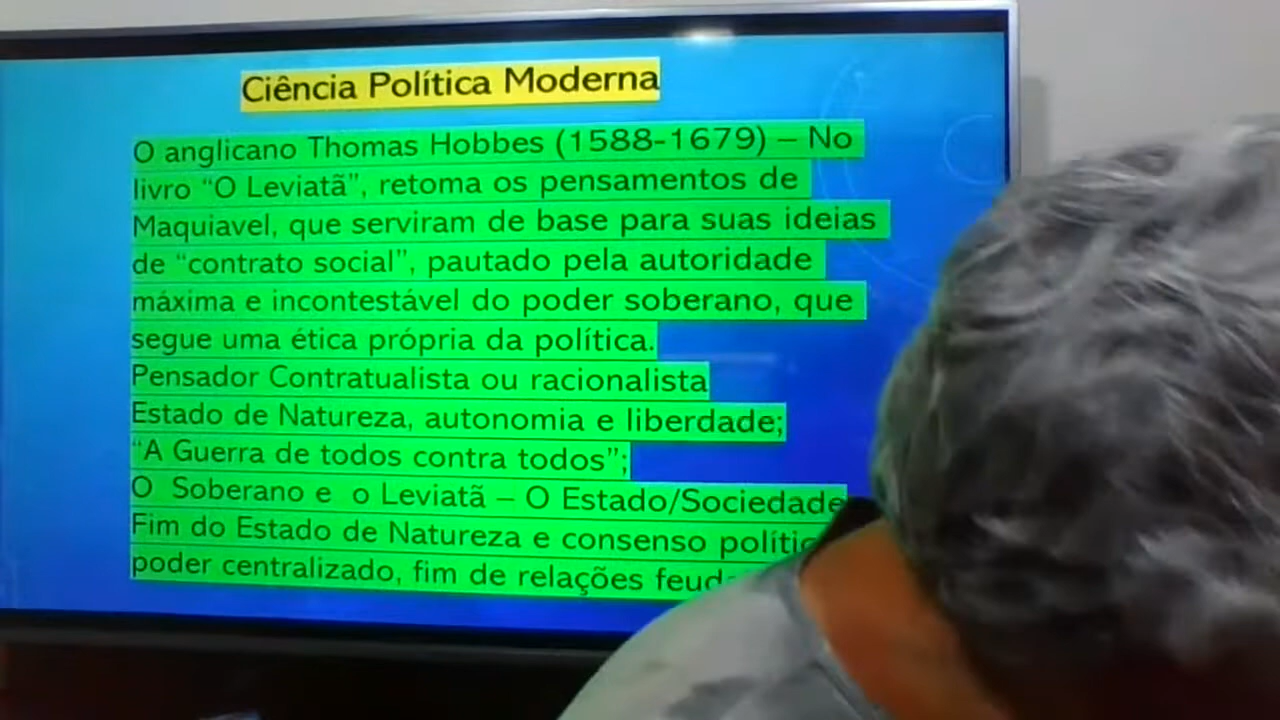 Ciência Política Moderna
O anglicano Thomas Hobbes (1588-1679) – No
livro “O Leviatã”, retoma os pensamentos de
Maquiavel, que serviram de base para suas ideias
de “contrato social”, pautado pela autoridade
máxima e incontestável do poder soberano, que
segue uma ética própria da política.
Pensador Contratualista ou racionalista
Estado de Natureza, autonomia e liberdade;
“A Guerra de todos contra todos”;
O Soberano e o Leviatã – O Estado/Sociedade
Fim do Estado de Natureza e consenso
poder centralizado, fim de relações